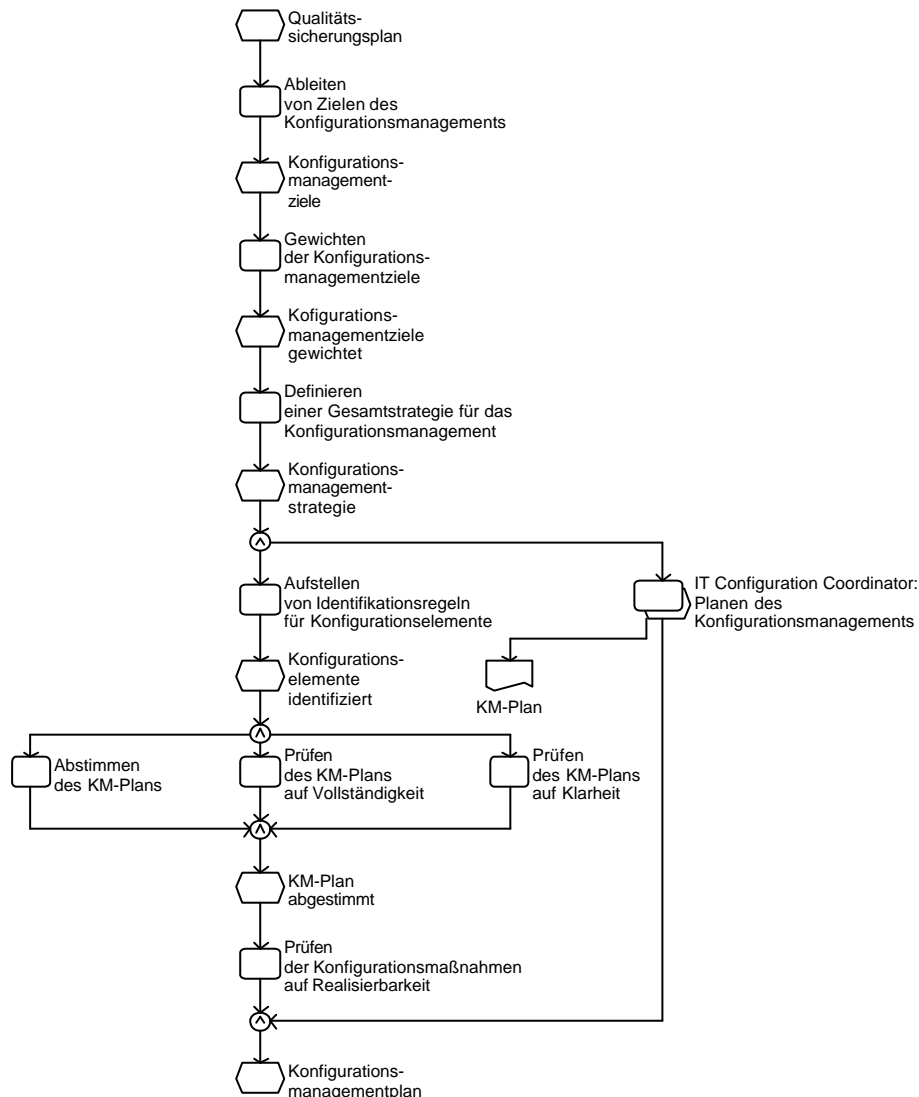 Qualitäts-
sicherungsplan
Ableiten
von Zielen des
Konfigurationsmanagements
Konfigurations-
management-
ziele
Gewichten
der Konfigurations-
managementziele
Kofigurations-
managementziele
gewichtet
Definieren
einer Gesamtstrategie für das
Konfigurationsmanagement
Konfigurations-
management-
strategie
Aufstellen
von Identifikationsregeln
für Konfigurationselemente
IT Configuration Coordinator:
Planen des
Konfigurationsmanagements
Konfigurations-
elemente
identifiziert
KM-Plan
Abstimmen
des KM-Plans
Prüfen
des KM-Plans
auf Vollständigkeit
Prüfen
des KM-Plans
auf Klarheit
KM-Plan
abgestimmt
Prüfen
der Konfigurationsmaßnahmen
auf Realisierbarkeit
Konfigurations-
managementplan